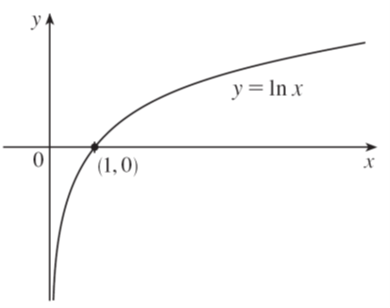 y
y = ln x
0
(1, 0)
x